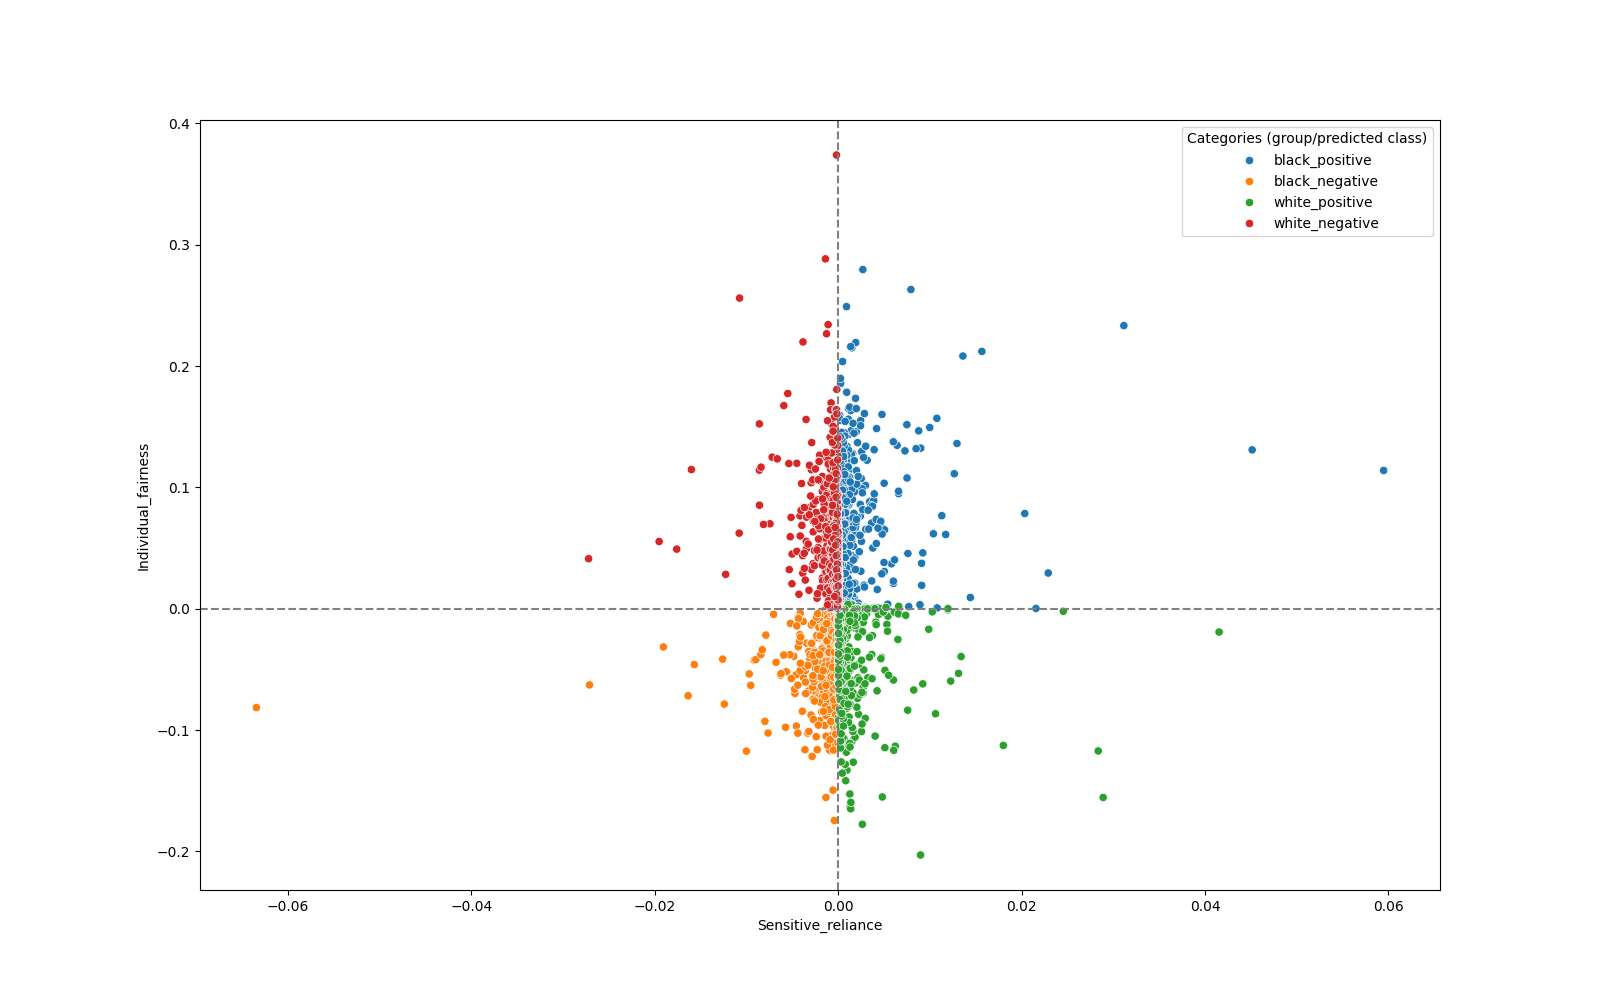 0.4
0.3
0.2
0.1
0.0
−0.1
−0.2
Individual_fairness
Categories (group/predicted class)
black_positive
black_negative
white_positive
white_negative
−0.06 −0.04 −0.02 0.00 0.02 0.04 0.06
Sensitive_reliance